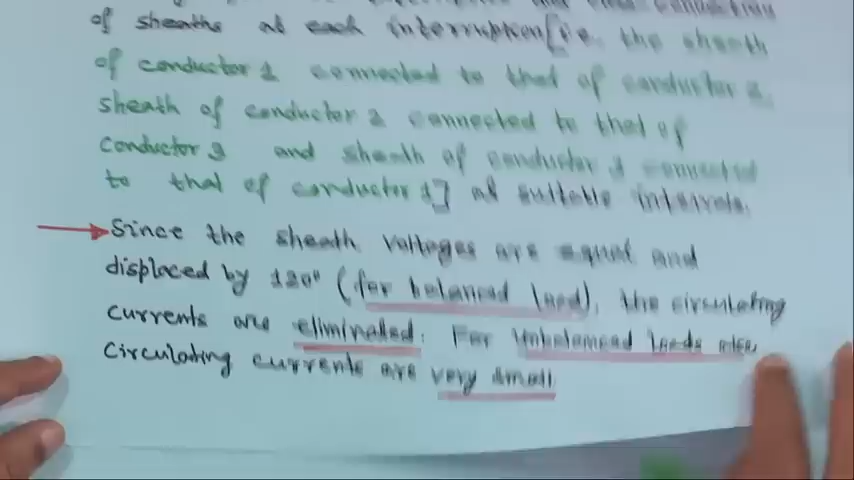 of sheaths at each interruption [i.e. the sheath
of conductor 1 connected to that of conductor 2,
sheath of conductor 2 connected to that of
conductor 3 and sheath of conductor 3 connected
to that of conductor 1] at suitable intervals.
Since the sheath voltages are equal and
displaced by 120° (for balanced load), the circulating
currents are eliminated. For unbalanced loads also
circulating currents are very small